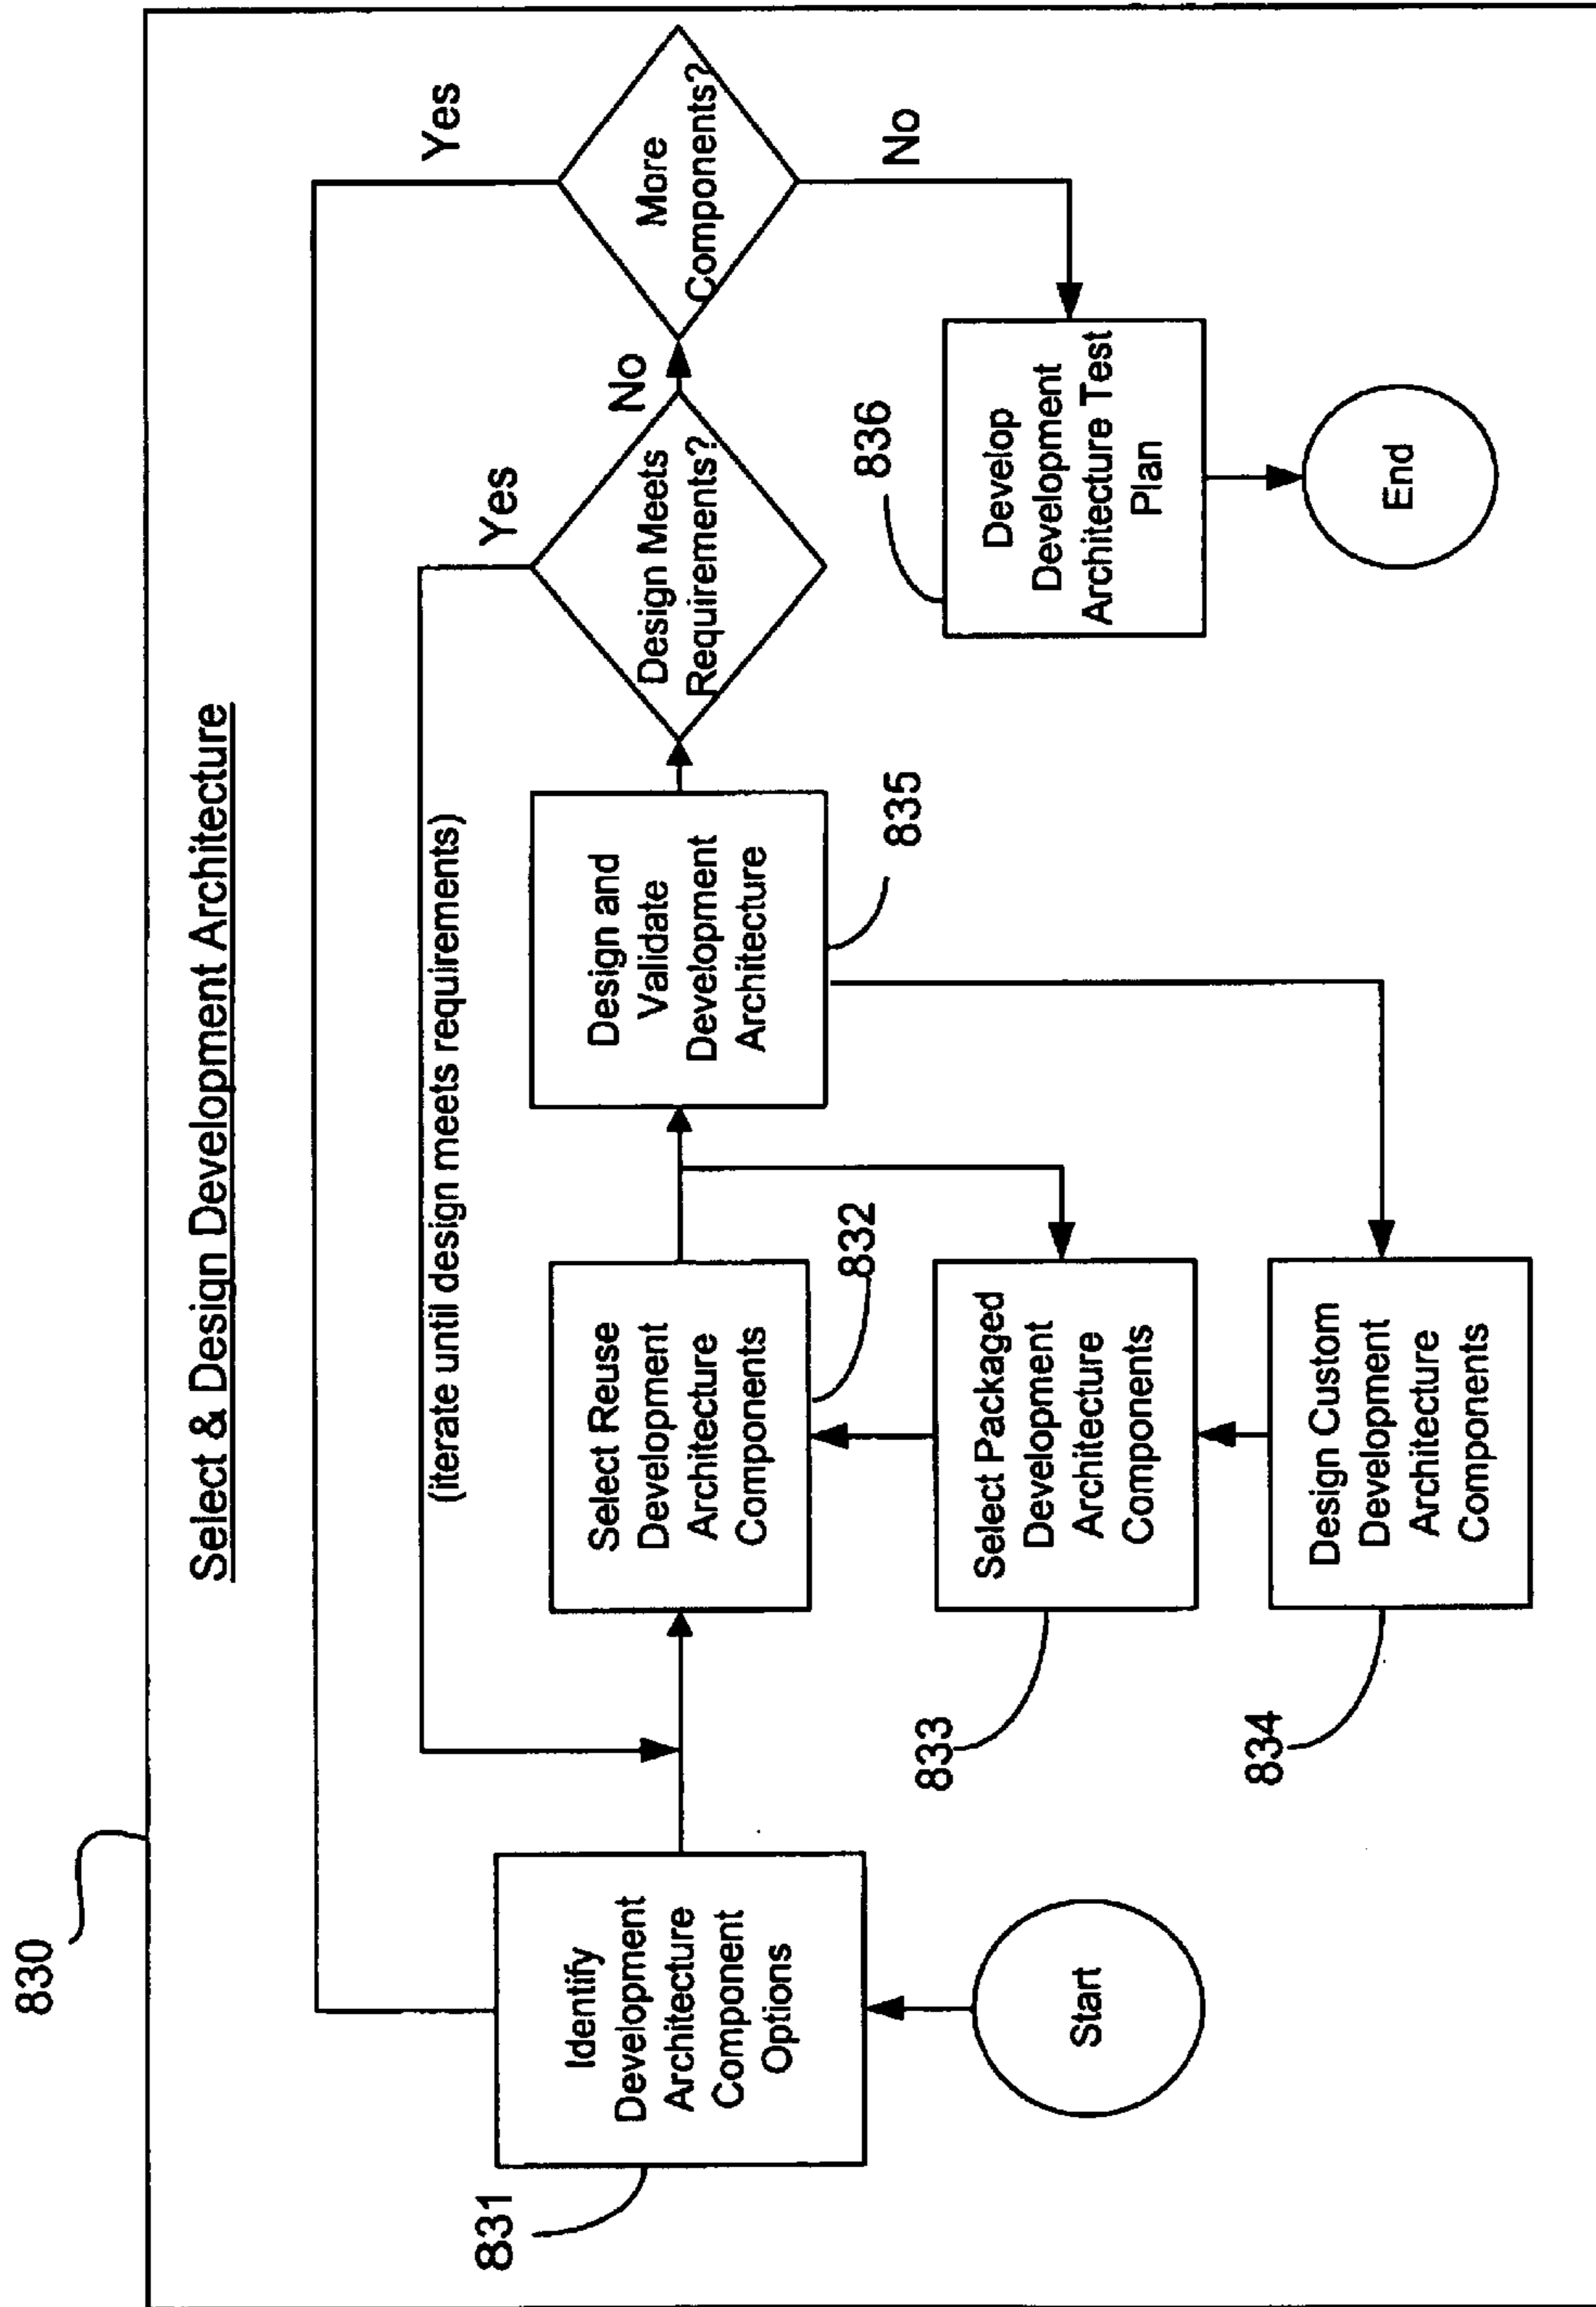 830
Select & Design Development Architecture
Yes
(iterate until design meets requirements)
Yes
831
Identify
Development
Architecture
Component
Options
Select Reuse
Development
Architecture
Components
832
Design and
Validate
Development
Architecture
835
Design Meets
Requirements?
No
More
Components?
No
Start
833
Select Packaged
Development
Architecture
Components
834
Design Custom
Development
Architecture
Components
836
Develop
Development
Architecture Test
Plan
End